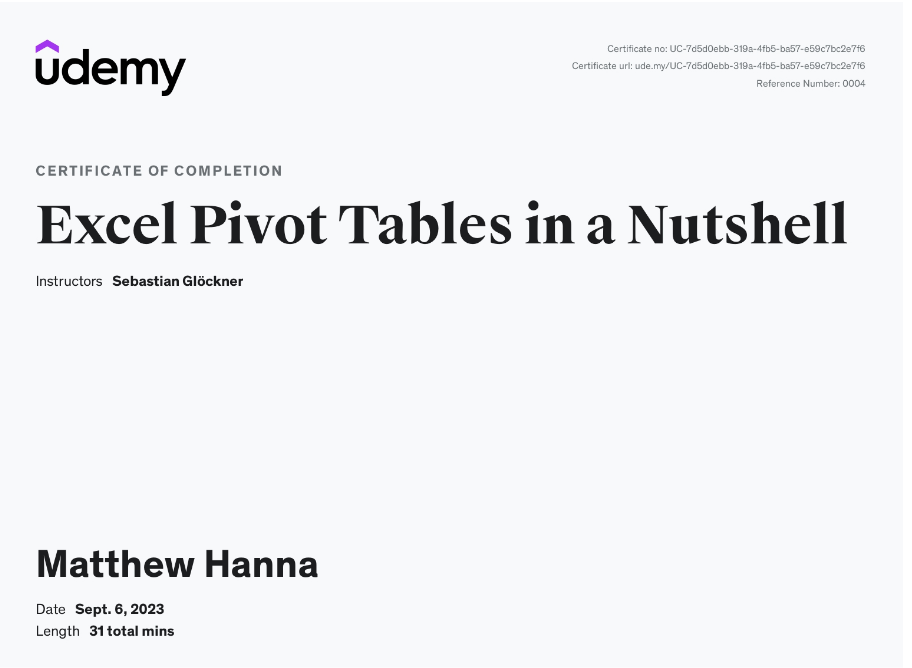 udemy
Certificate no: UC-7d5d0ebb-319a-4fb5-ba57-e59c7bc2e7f6
Certificate url: ude.my/UC-7d5d0ebb-319a-4fb5-ba57-e59c7bc2e7f6
Reference Number: 0004
CERTIFICATE OF COMPLETION
Excel Pivot Tables in a Nutshell
Instructors Sebastian Glöckner
Matthew Hanna
Date Sept. 6, 2023
Length 31 total mins